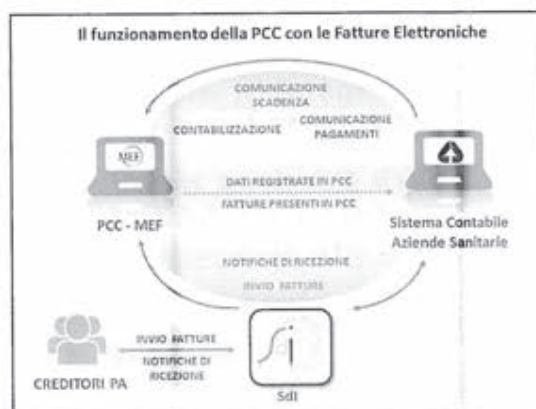 Il funzionamento della PCC con le Fatture Elettroniche
COMUNICAZIONE
SCADENZA
CONTABILIZZAZIONE
COMUNICAZIONE
PAGAMENTI
MEF
DATI REGISTRATE IN PCC
FATTURE PRESENTI IN PCC
PCC - MEF
Sistema Contabile
Aziende Sanitarie
NOTIFICHE DI RICEZIONE
INVIO FATTURE
INVIO FATTURE
NOTIFICHE DI
RICEZIONE
CREDITORI PA
SdI